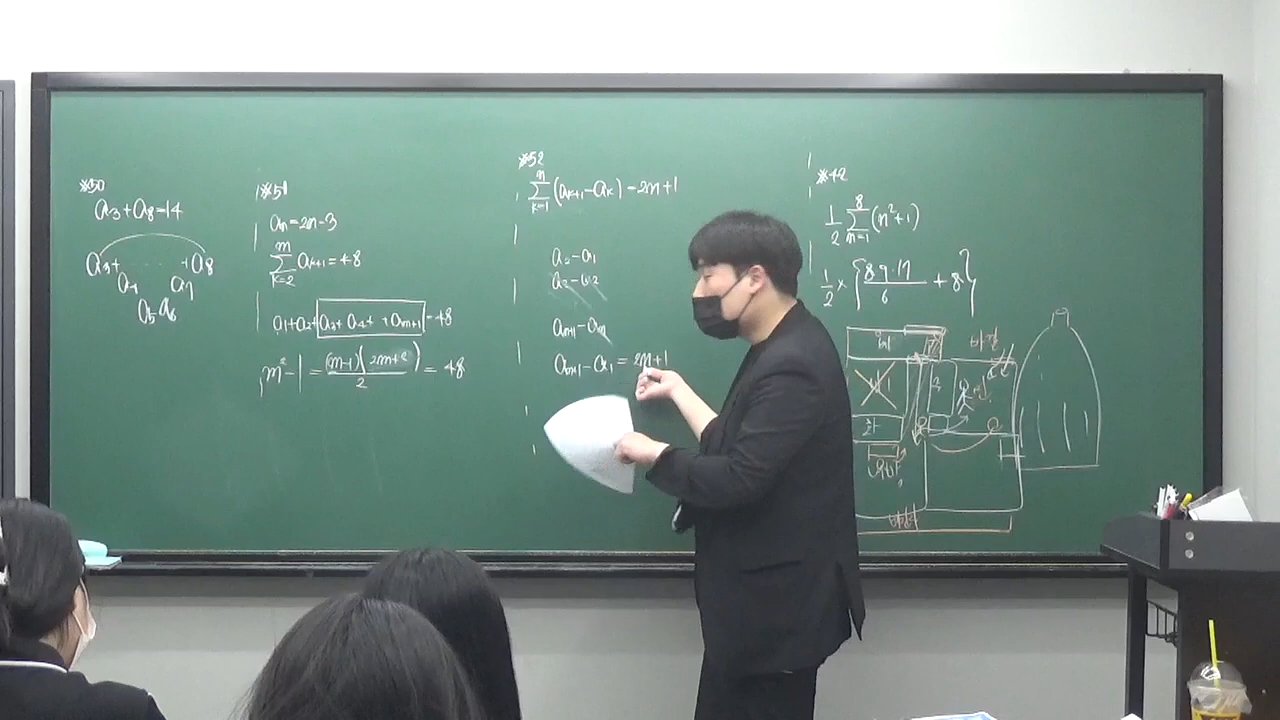 ※50
a₃+a₈=14
a₃+ ····· +a₈
a₄ a₇
a₅ a₆
※51
aₙ=2n-3
∑_{k=2}^{m} aₖ₊₁=48
a₁+a₂+a₃+a₄+ +aₘ₊₁=48
m²-1 = (m-1)(2m+2)/2 = 48
※52
∑_{k=1}^{n} (aₖ₊₁-aₖ)=2n+1
a₂-a₁
a₃-a₂
aₙ₊₁-aₙ
aₙ₊₁-a₁=2n+1
※42
1/2 ∑_{n=1}^{8} (n²+1)
1/2 × {8·9·17/6 + 8}